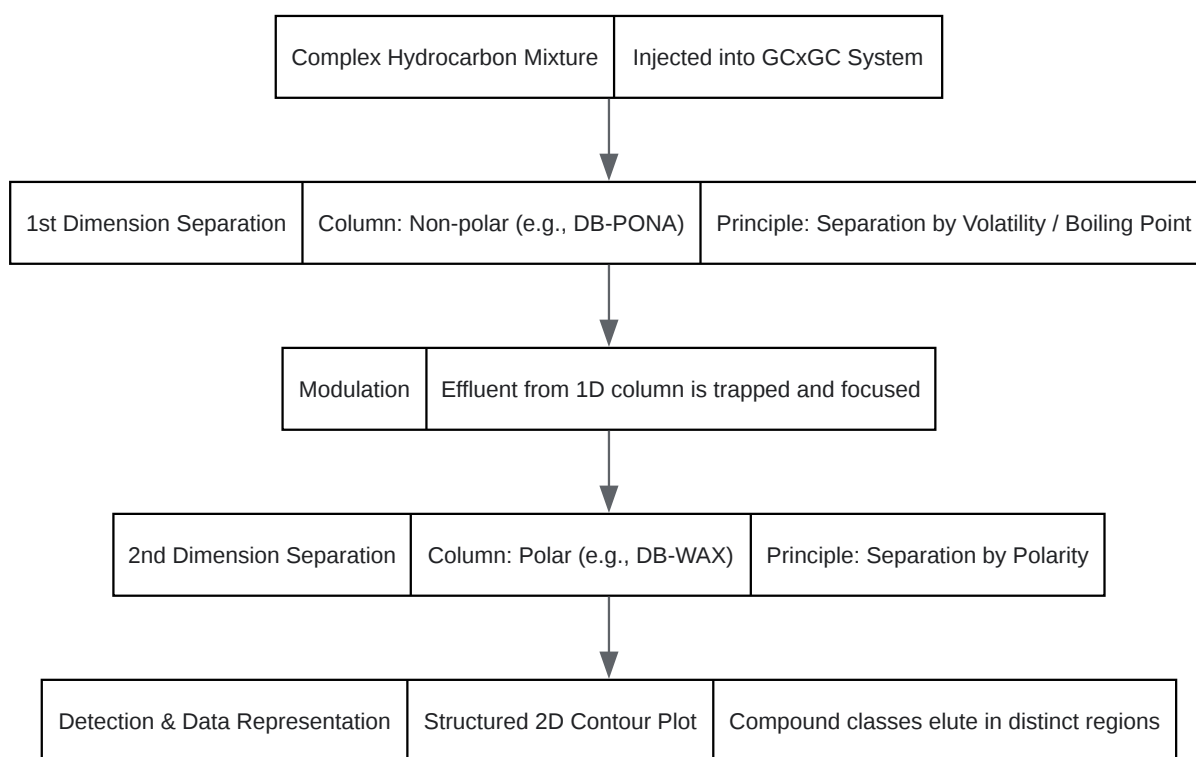 Complex Hydrocarbon Mixture
Injected into GCxGC System
1st Dimension Separation
Column: Non-polar (e.g., DB-PONA)
Principle: Separation by Volatility / Boiling Point
Modulation
Effluent from 1D column is trapped and focused
2nd Dimension Separation
Column: Polar (e.g., DB-WAX)
Principle: Separation by Polarity
Detection & Data Representation
Structured 2D Contour Plot
Compound classes elute in distinct regions